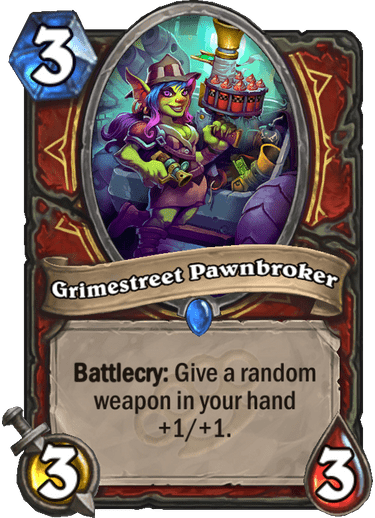 3
Grimestreet Pawnbroker
Battlecry: Give a random
weapon in your hand
+1/+1.
3
3